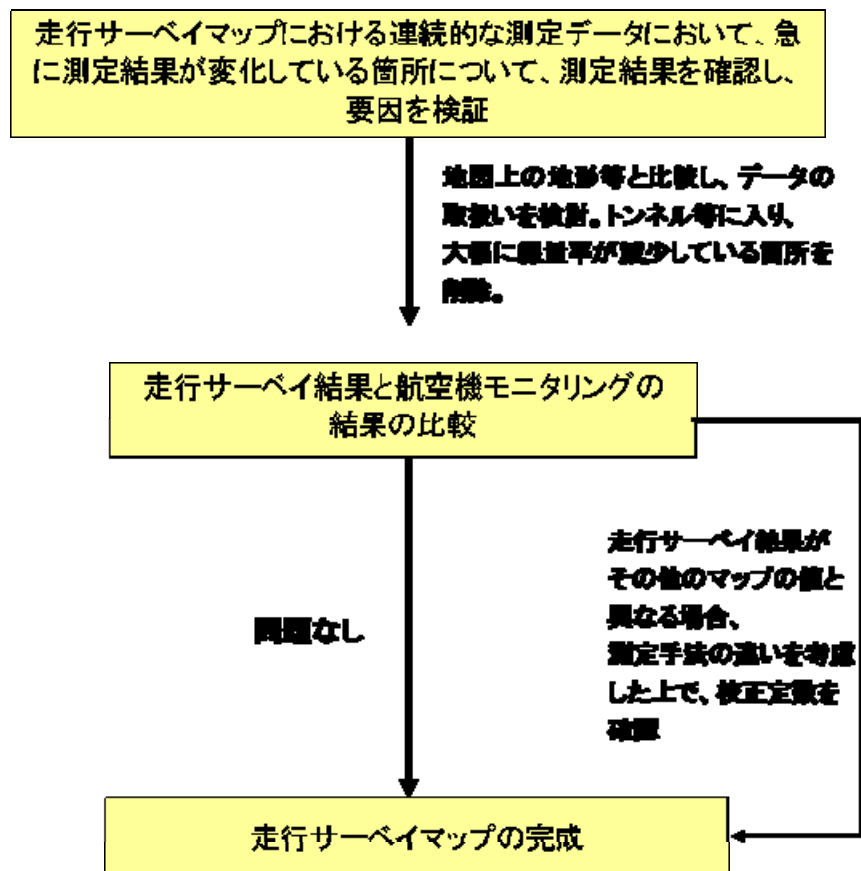 走行サーベイマップにおける連続的な測定データにおいて、急
に測定結果が変化している箇所について、測定結果を確認し、
要因を検証
地図上の地形等と比較し、データの
取扱いを検討。トンネル等に入り、
大幅に線量率が減少している箇所を
削除。
走行サーベイ結果と航空機モニタリングの
結果の比較
走行サーベイ結果が
その他のマップの値と
異なる場合、
測定手法の違いを考慮
した上で、校正定数を
確認
問題なし
走行サーベイマップの完成